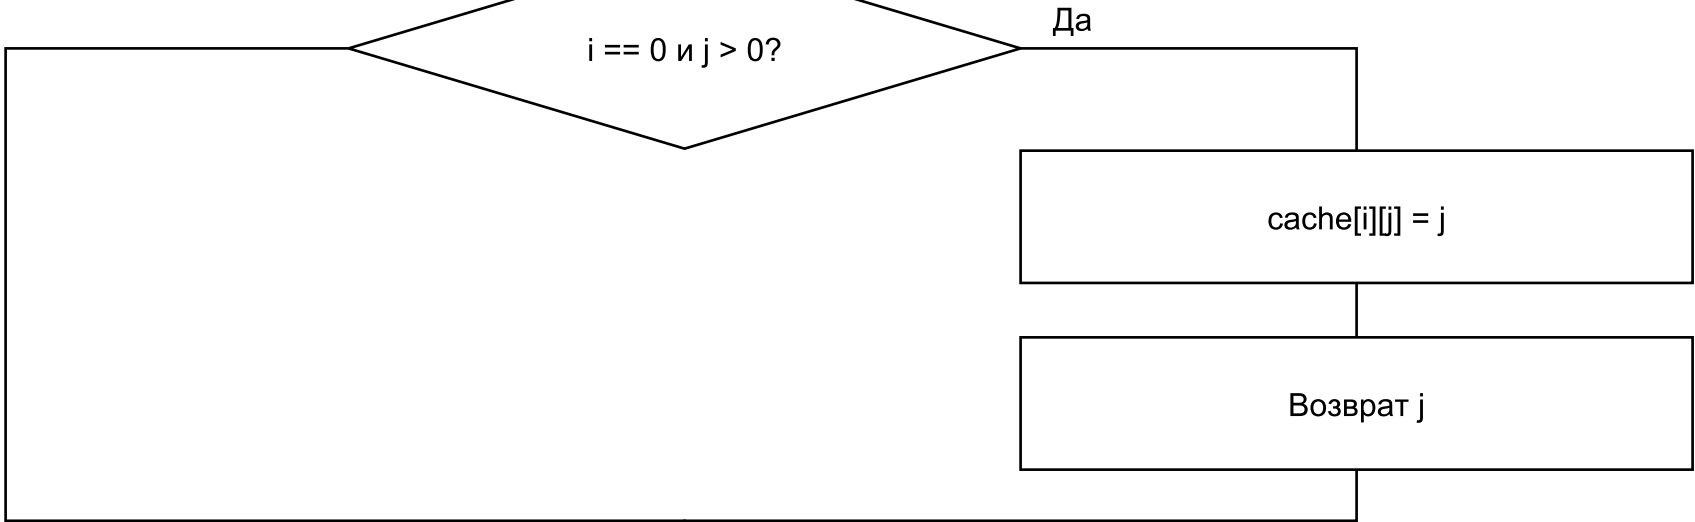 Да
i == 0 и j > 0?
cache[i][j] = j
Возврат j